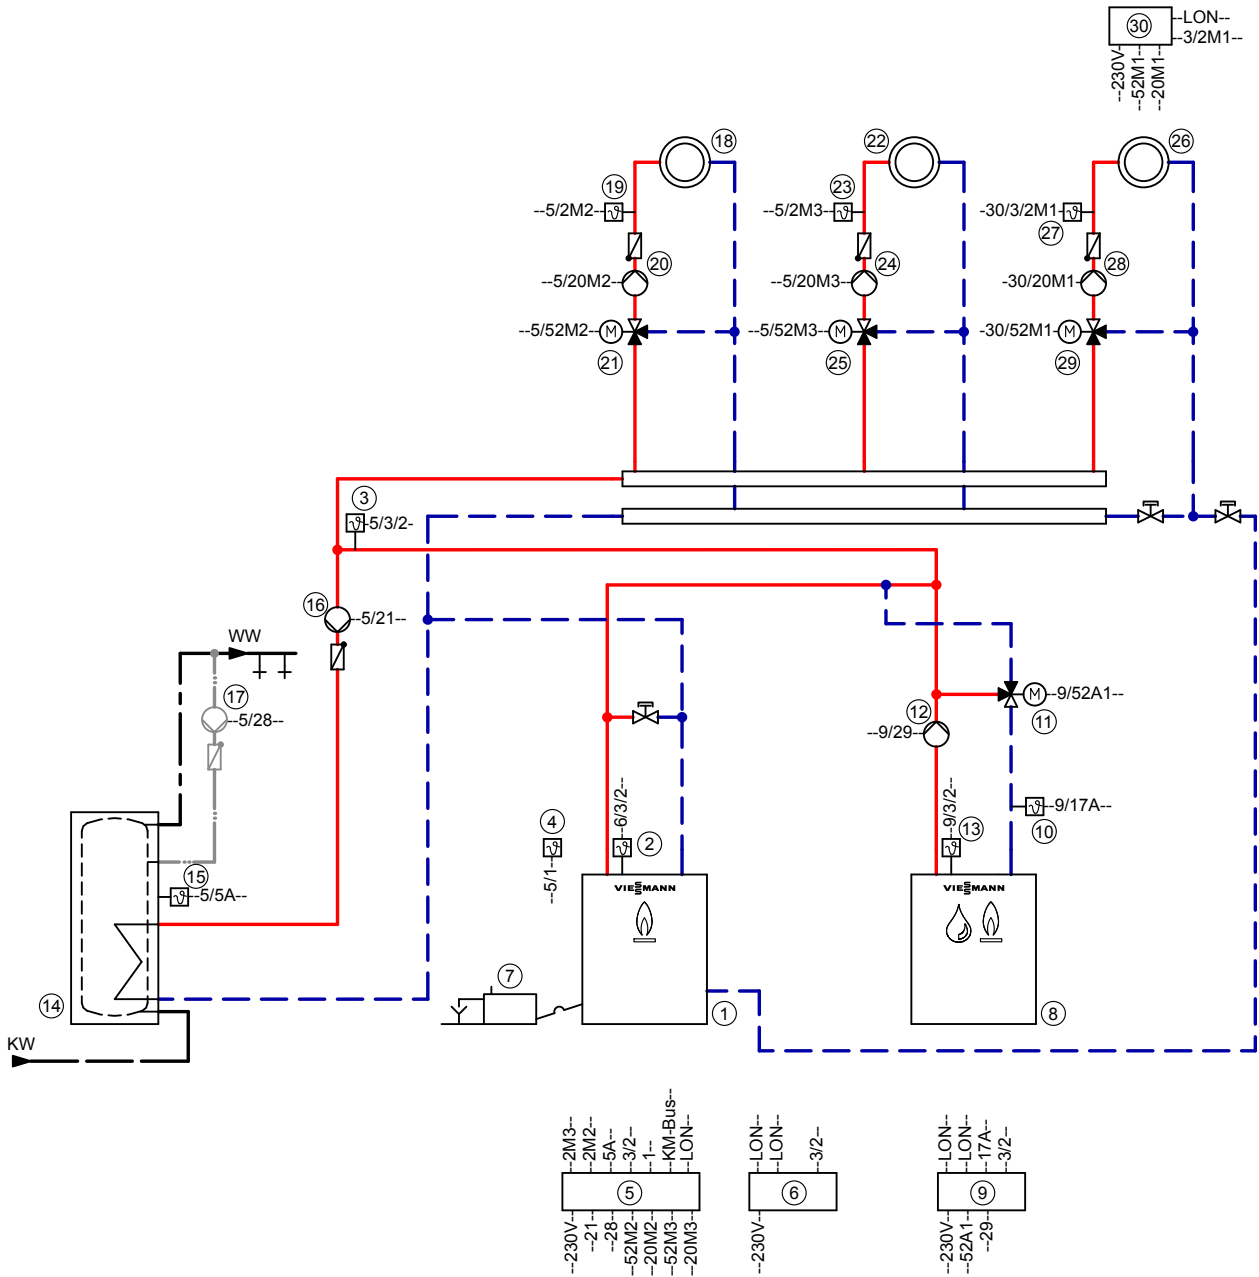 30
--LON--
--3/2M1--
--230V--
--52M1--
--20M1--
18
22
26
19
23
--5/2M2--
--5/2M3--
-30/3/2M1-
27
20
24
28
--5/20M2--
--5/20M3--
-30/20M1-
--5/52M2--
M
--5/52M3--
M
-30/52M1-
M
21
25
29
3
-5/3/2-
16
--5/21--
WW
17
--5/28--
M
--9/52A1--
11
12
--9/29--
--6/3/2--
--9/3/2--
4
2
13
--9/17A--
10
--5/1--
15
--5/5A--
VIESMANN
VIESMANN
7
14
1
8
KW
--2M3--
--2M2--
--5A--
--3/2--
--1--
--KM-Bus--
--LON--
5
--230V--
--21--
--28--
--52M2--
--20M2--
--52M3--
--20M3--
--LON--
--LON--
--3/2--
6
--230V--
--LON--
--LON--
--17A--
--3/2--
9
--230V--
--52A1--
--29--